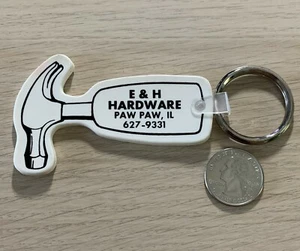 E & H
HARDWARE
PAW PAW, IL
627-9331